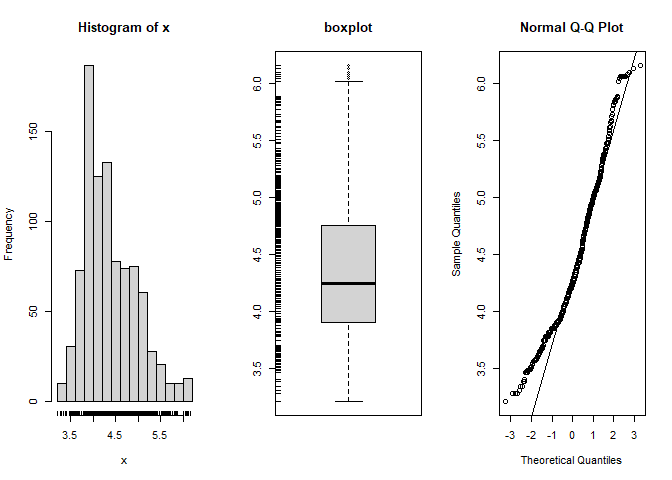 Histogram of x
Frequency
0
50
100
150
3.5
4.5
5.5
x
boxplot
3.5
4.0
4.5
5.0
5.5
6.0
Normal Q-Q Plot
Sample Quantiles
3.5
4.0
4.5
5.0
5.5
6.0
-3 -2 -1 0 1 2 3
Theoretical Quantiles